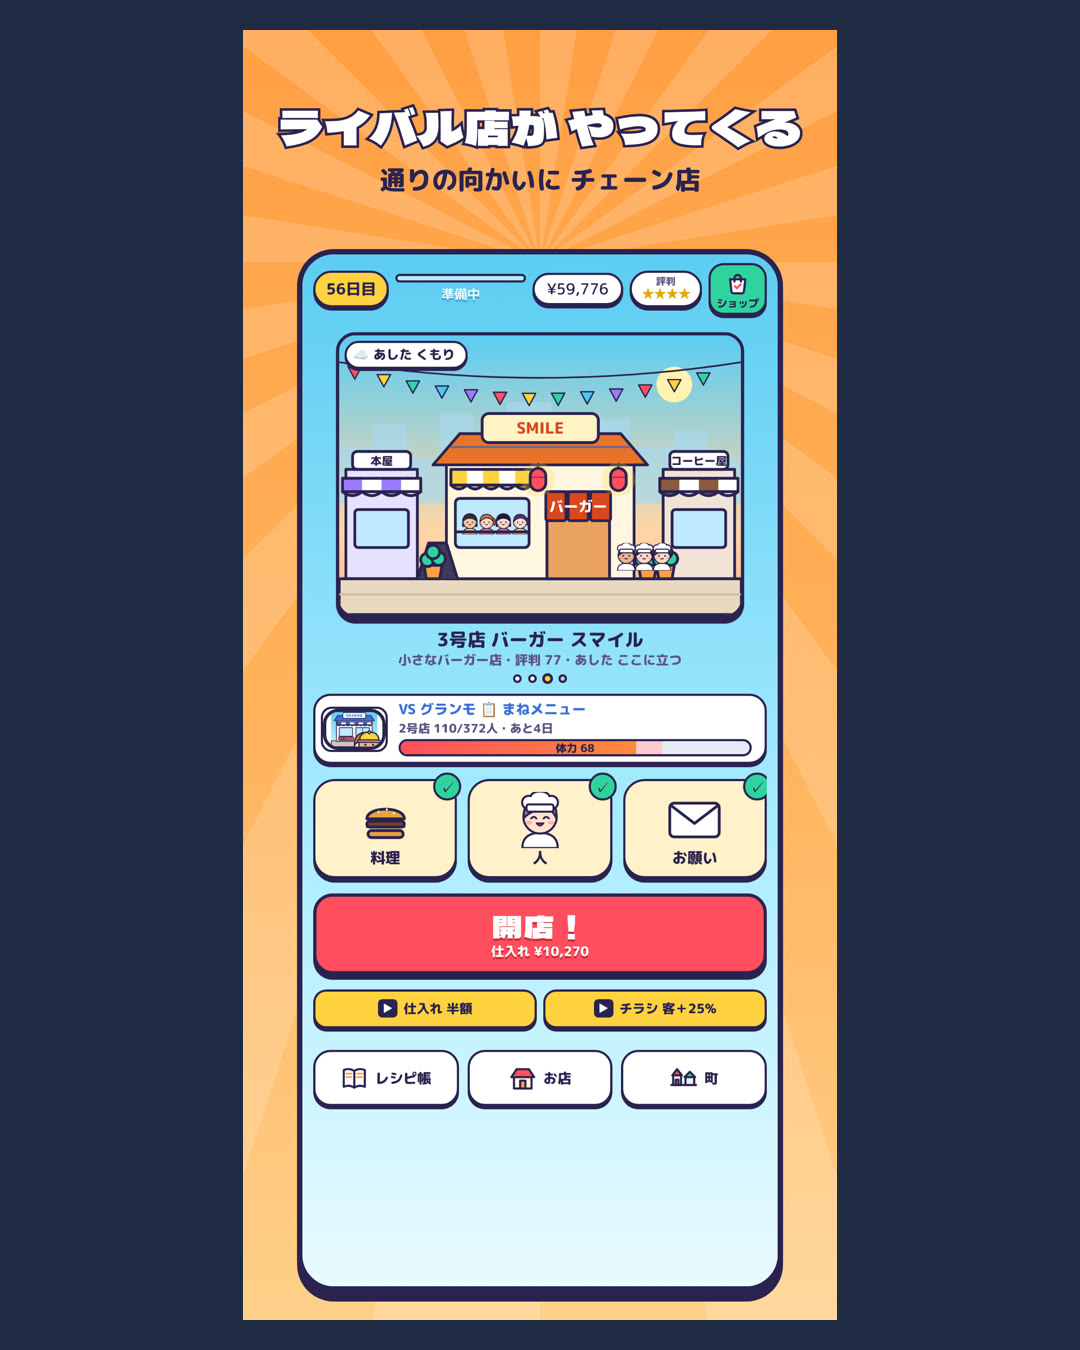 ライバル店が やってくる
通りの向かいに チェーン店
56日目
準備中
¥59,776
評判
★★★★
ショップ
あした くもり
SMILE
本屋
コーヒー屋
バーガー
3号店 バーガー スマイル
小さなバーガー店・評判 77・あした ここに立つ
VS グランモ 📋 まねメニュー
2号店 110/372人・あと4日
体力 68
料理
人
お願い
開店！
仕入れ ¥10,270
仕入れ 半額
チラシ 客+25%
レシピ帳
お店
町